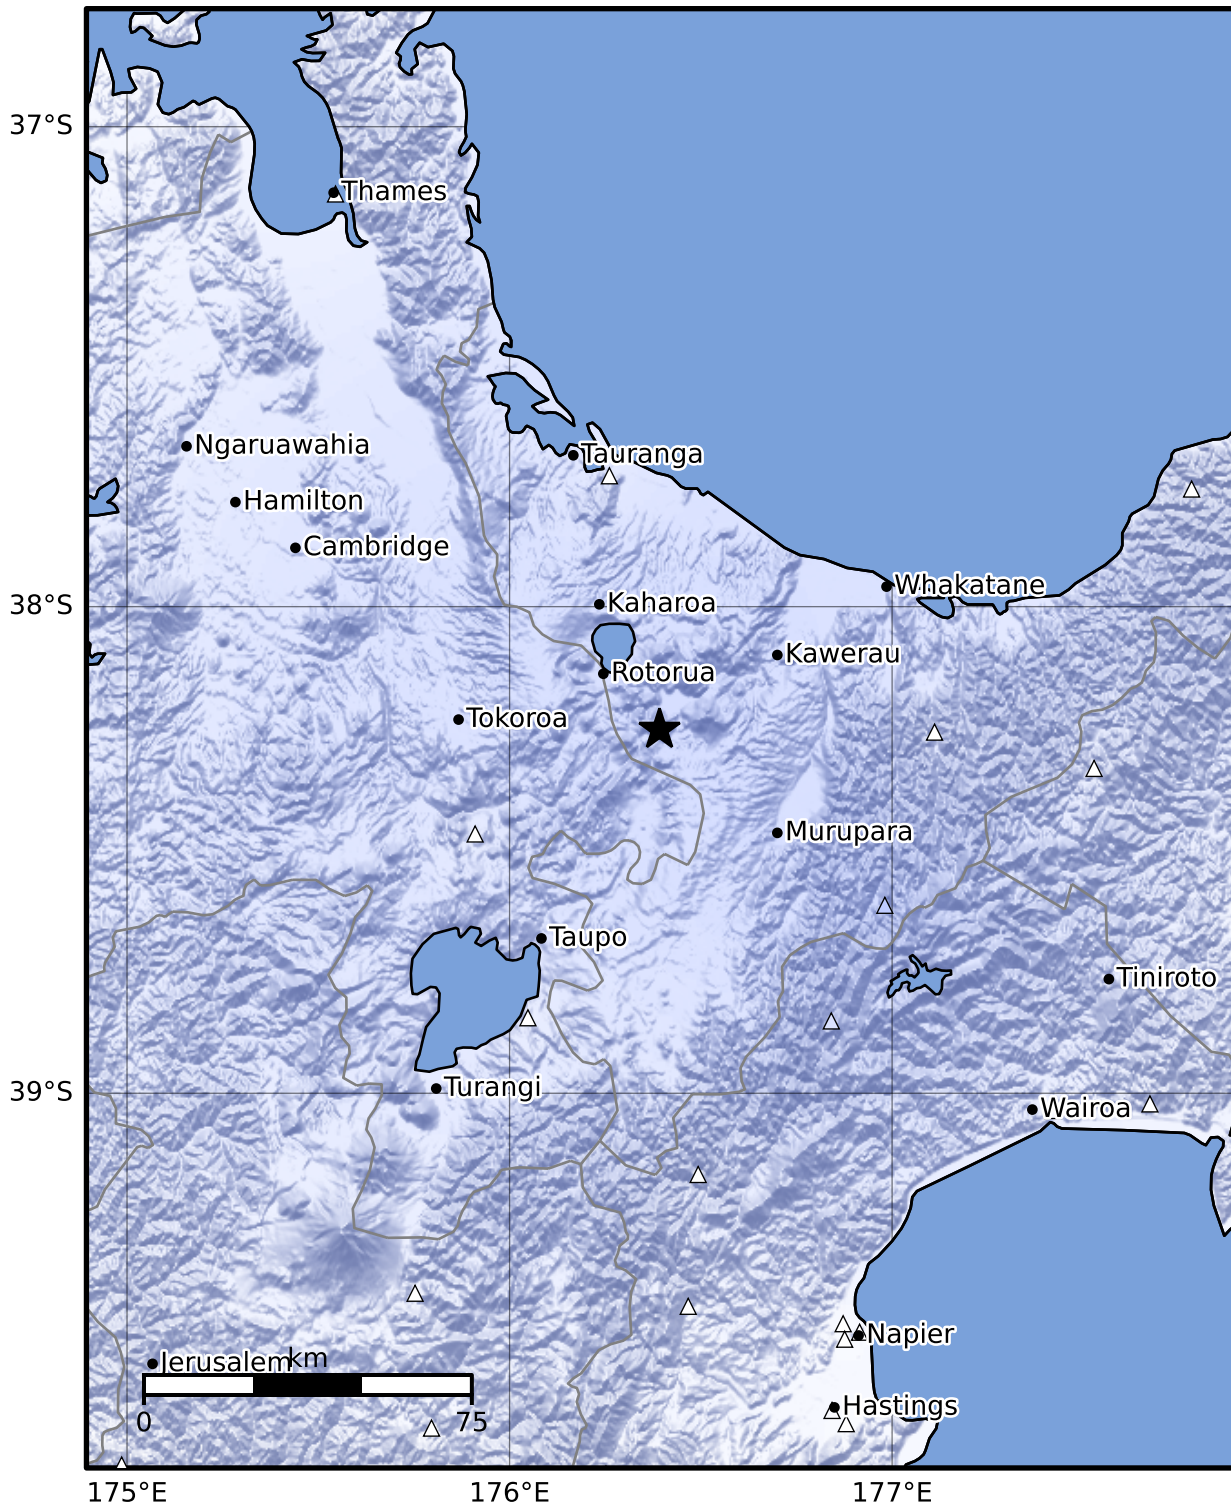 37°S
Thames
Ngaruawahia
Tauranga
Hamilton
Cambridge
Whakatane
Kaharoa
38°S
Kawerau
Rotorua
Tokoroa
Murupara
Taupo
Tiniroto
Turangi
39°S
Wairoa
Napier
Jerusalem
km
Hastings
0
75
175°E
176°E
177°E